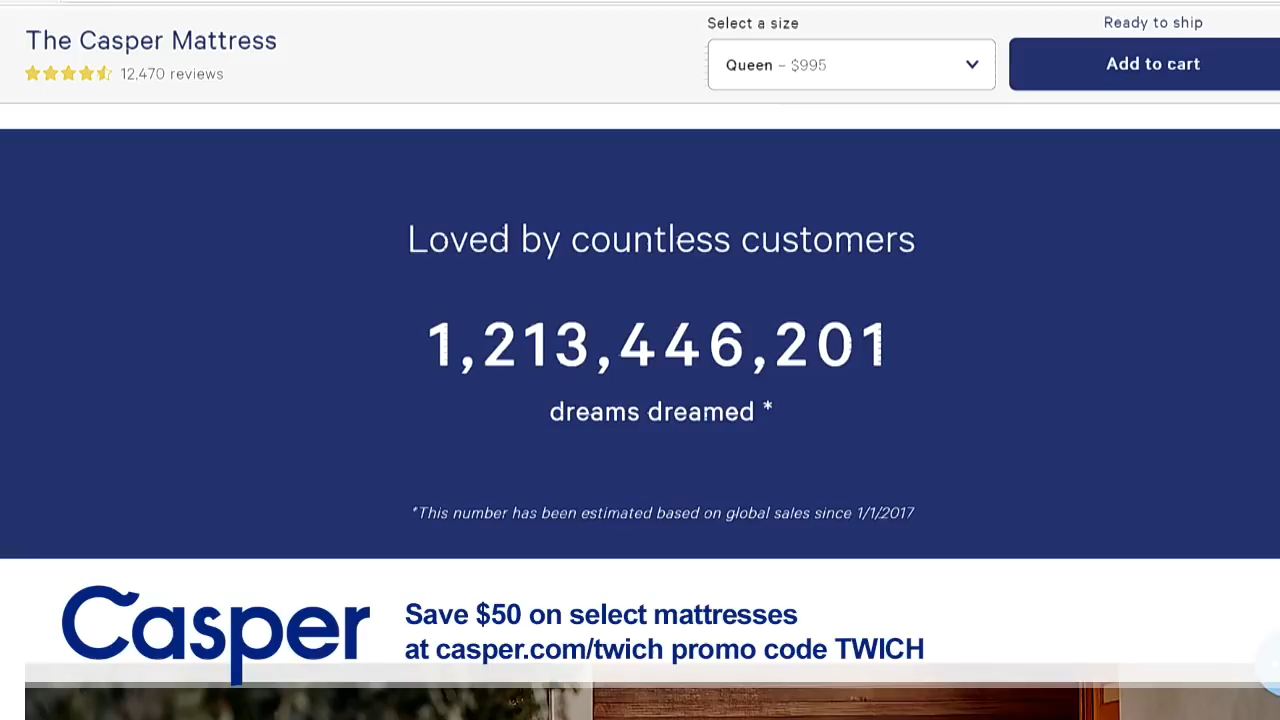 The Casper Mattress
12,470 reviews
Select a size
Queen – $995
Ready to ship
Add to cart
Loved by countless customers
1,213,446,201
dreams dreamed *
*This number has been estimated based on global sales since 1/1/2017
Casper
Save $50 on select mattresses
at casper.com/twich promo code TWICH